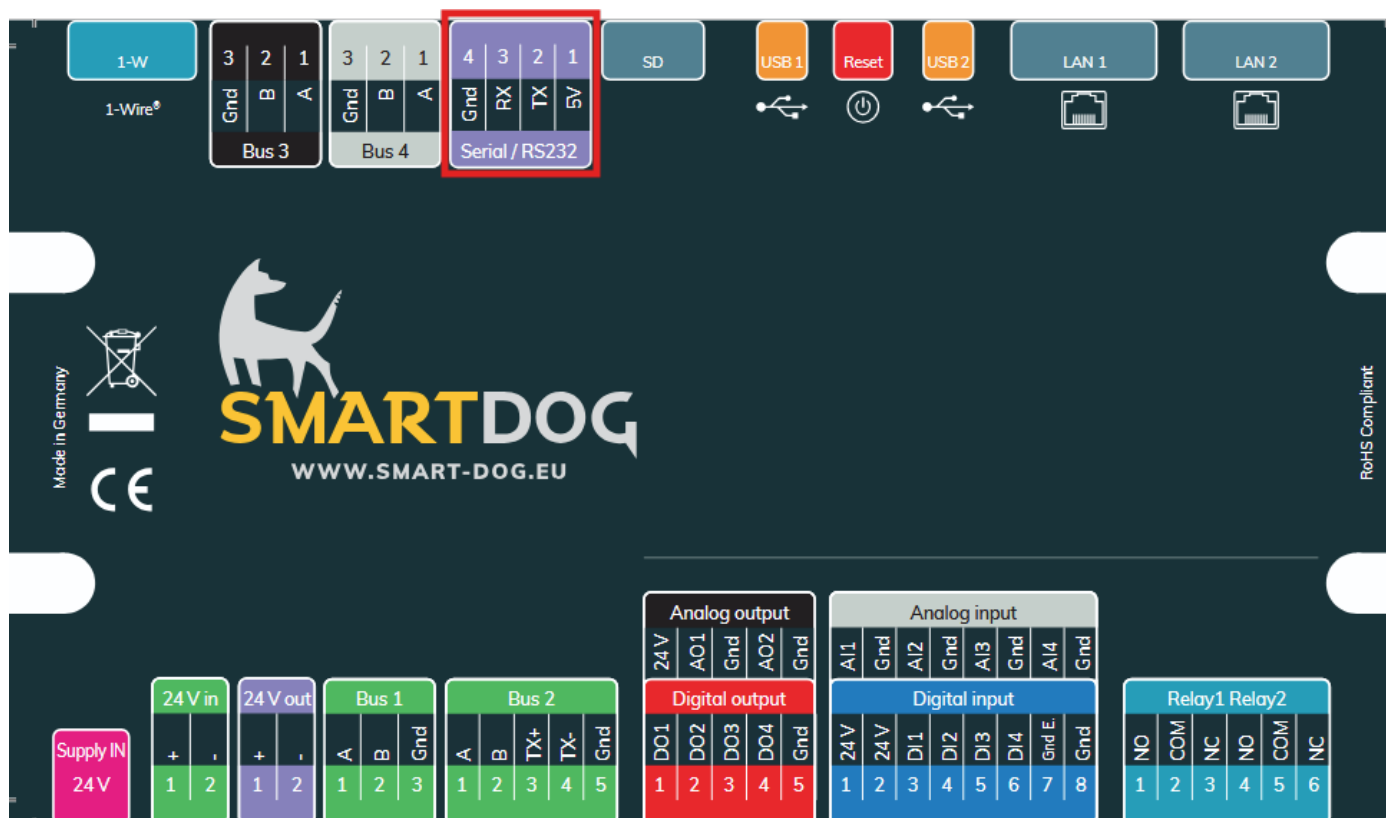 1-W
1-Wire®
3 2 1
Gnd B A
Bus 3
3 2 1
Gnd B A
Bus 4
4 3 2 1
Gnd RX TX 5V
Serial / RS232
SD
USB 1
Reset
USB 2
LAN 1
LAN 2
Made in Germany
CE
SMARTDOG
WWW.SMART-DOG.EU
RoHS Compliant
Supply IN
24 V
24 V in
+ -
1 2
24 V out
+ -
1 2
Bus 1
A B Gnd
1 2 3
Bus 2
A B TX+ TX- Gnd
1 2 3 4 5
Analog output
24 V AO1 Gnd AO2 Gnd
Digital output
DO1 DO2 DO3 DO4 Gnd
1 2 3 4 5
Analog input
AI1 Gnd AI2 Gnd AI3 Gnd AI4 Gnd
Digital input
24 V 24 V DI1 DI2 DI3 DI4 Gnd E. Gnd
1 2 3 4 5 6 7 8
Relay1 Relay2
NO COM NC NO COM NC
1 2 3 4 5 6